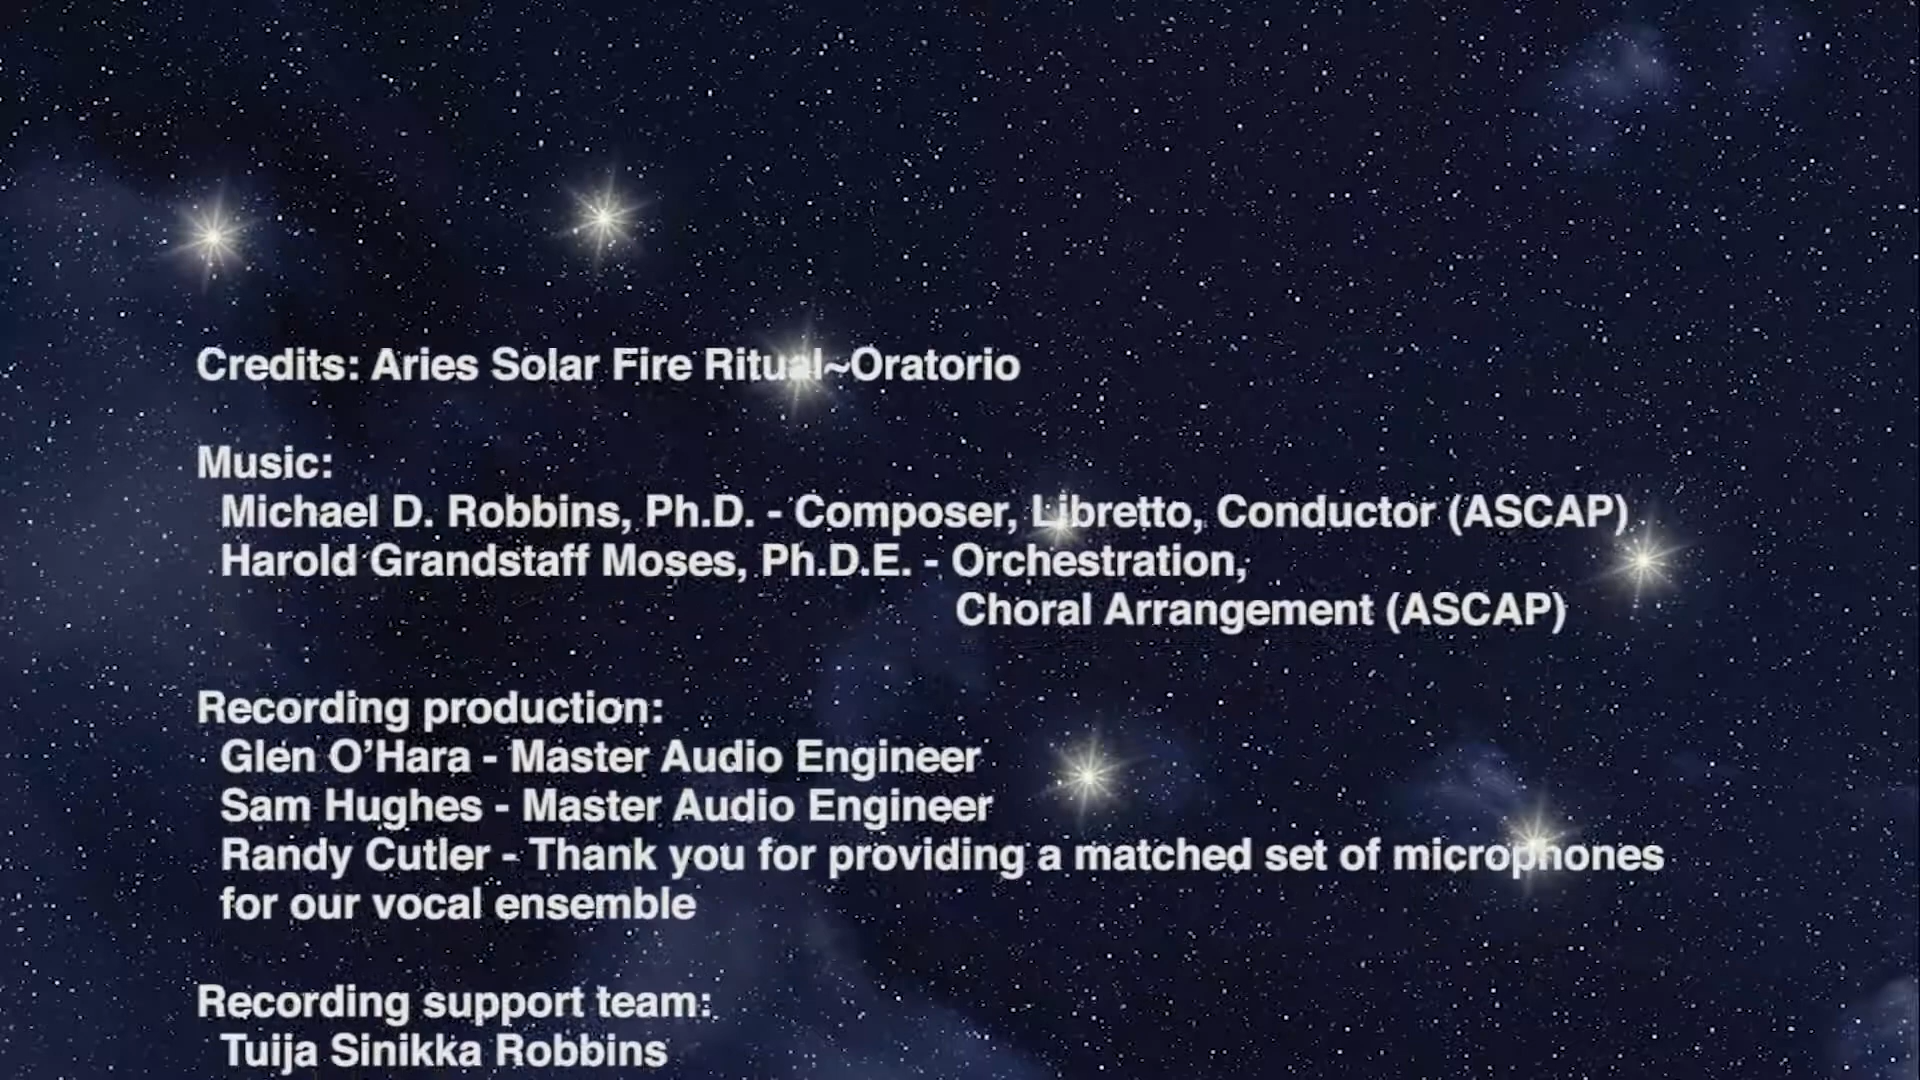 Credits: Aries Solar Fire Ritual~Oratorio
Music:
Michael D. Robbins, Ph.D. - Composer, Libretto, Conductor (ASCAP)
Harold Grandstaff Moses, Ph.D.E. - Orchestration,
Choral Arrangement (ASCAP)
Recording production:
Glen O’Hara - Master Audio Engineer
Sam Hughes - Master Audio Engineer
Randy Cutler - Thank you for providing a matched set of microphones
for our vocal ensemble
Recording support team:
Tuija Sinikka Robbins